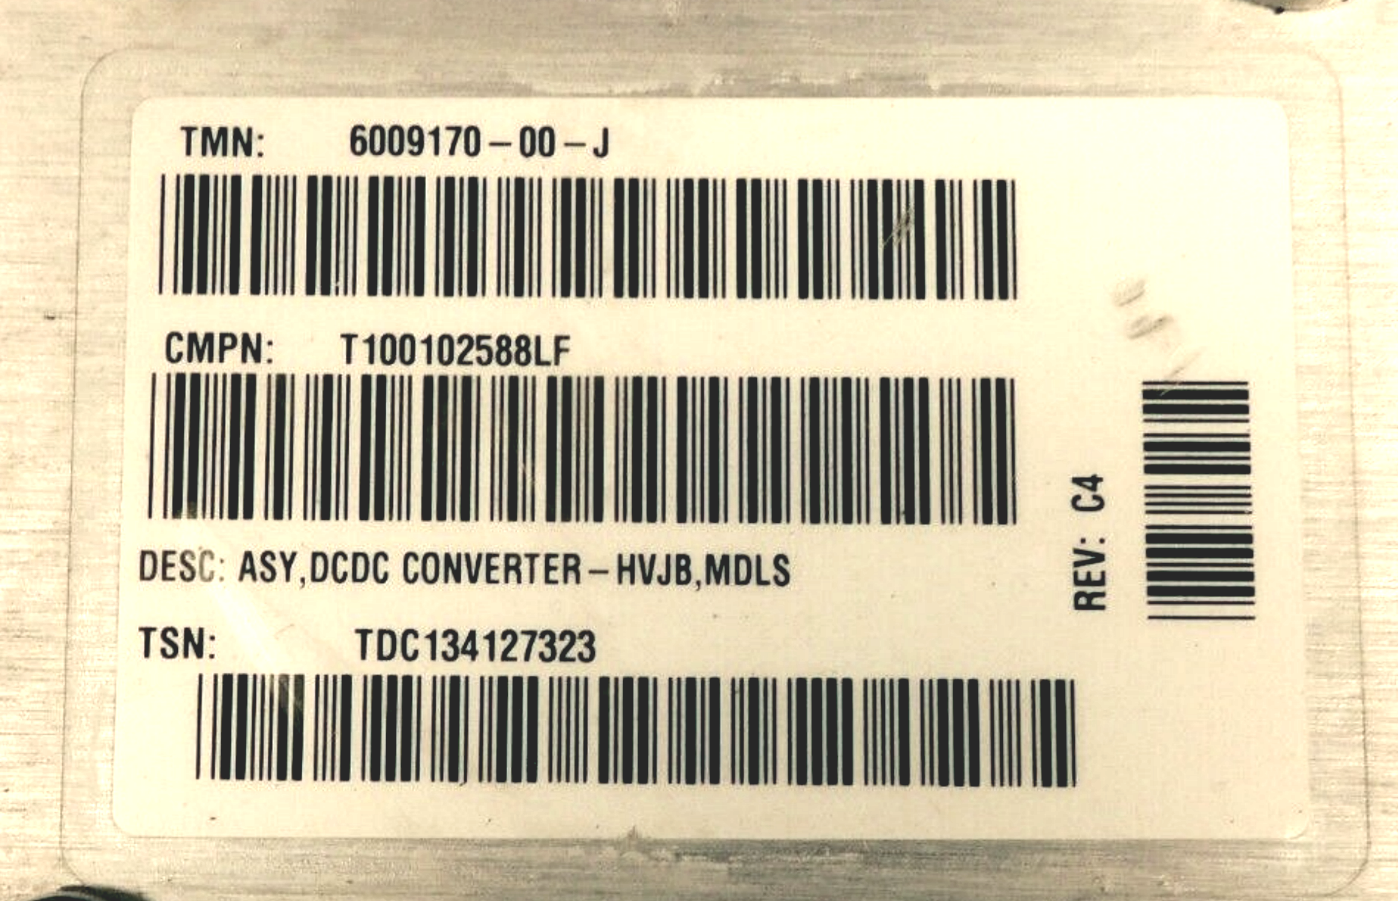 TMN: 6009170-00-J
CMPN: T100102588LF
DESC: ASY,DCDC CONVERTER-HVJB,MDLS
TSN: TDC134127323
REV: C4